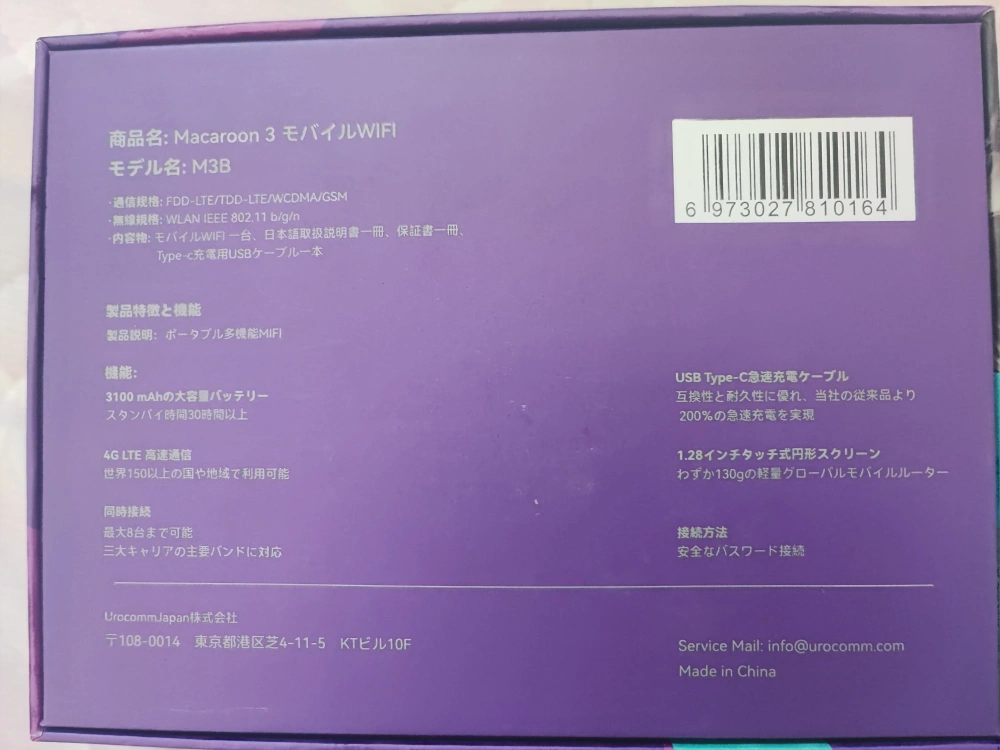 商品名: Macaroon 3 モバイルWIFI
モデル名: M3B
·通信規格: FDD-LTE/TDD-LTE/WCDMA/GSM
·無線規格: WLAN IEEE 802.11 b/g/n
·内容物: モバイルWIFI 一台、日本語取扱説明書一冊、保証書一冊、
Type-c充電用USBケーブル一本
6 973027 810164
製品特徴と機能
製品説明: ポータブル多機能MIFI
機能:
3100 mAhの大容量バッテリー
スタンバイ時間30時間以上
4G LTE 高速通信
世界150以上の国や地域で利用可能
同時接続
最大8台まで可能
三大キャリアの主要バンドに対応
USB Type-C急速充電ケーブル
互換性と耐久性に優れ、当社の従来品より
200%の急速充電を実現
1.28インチタッチ式円形スクリーン
わずか130gの軽量グローバルモバイルルーター
接続方法
安全なパスワード接続
UrocommJapan株式会社
〒108-0014 東京都港区芝4-11-5 KTビル10F
Service Mail: info@urocomm.com
Made in China